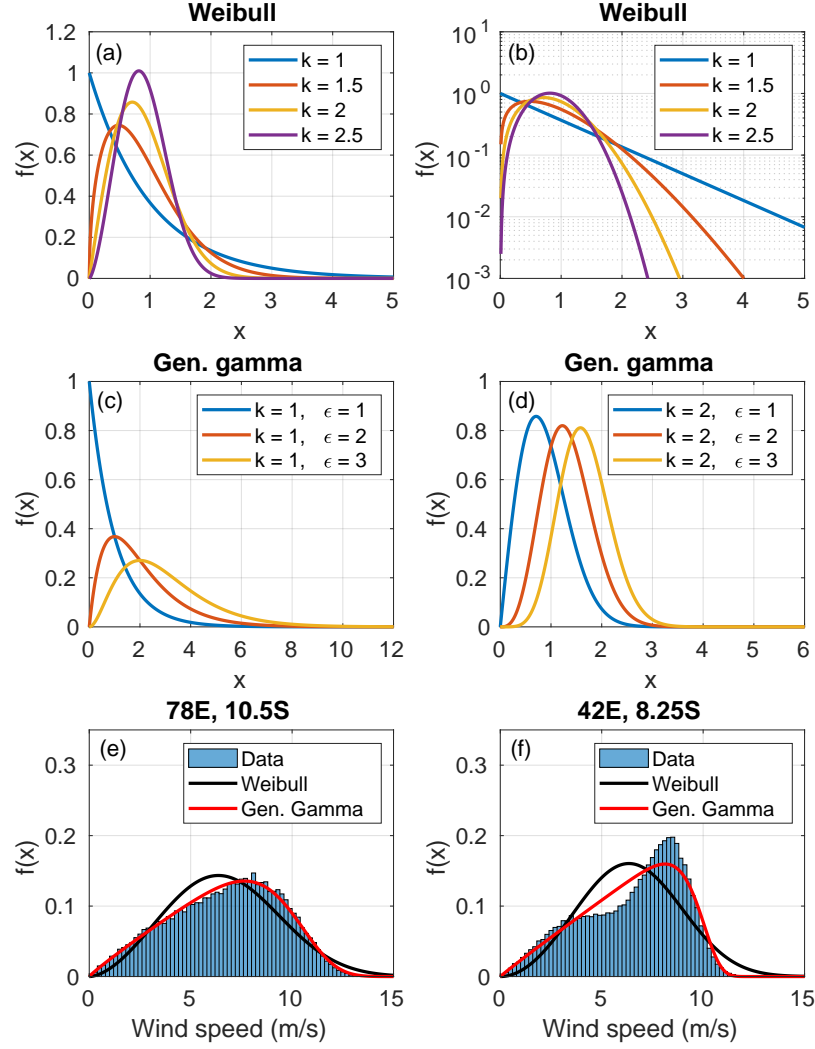 Weibull
(a)
k = 1
k = 1.5
k = 2
k = 2.5
f(x)
1.2
1
0.8
0.6
0.4
0.2
0
0 1 2 3 4 5
x
Weibull
(b)
k = 1
k = 1.5
k = 2
k = 2.5
f(x)
10^1
10^0
10^-1
10^-2
10^-3
0 1 2 3 4 5
x
Gen. gamma
(c)
k = 1, ϵ = 1
k = 1, ϵ = 2
k = 1, ϵ = 3
f(x)
1
0.8
0.6
0.4
0.2
0
0 2 4 6 8 10 12
x
Gen. gamma
(d)
k = 2, ϵ = 1
k = 2, ϵ = 2
k = 2, ϵ = 3
f(x)
1
0.8
0.6
0.4
0.2
0
0 1 2 3 4 5 6
x
78E, 10.5S
(e)
Data
Weibull
Gen. Gamma
f(x)
0.3
0.2
0.1
0
0 5 10 15
Wind speed (m/s)
42E, 8.25S
(f)
Data
Weibull
Gen. Gamma
f(x)
0.3
0.2
0.1
0
0 5 10 15
Wind speed (m/s)